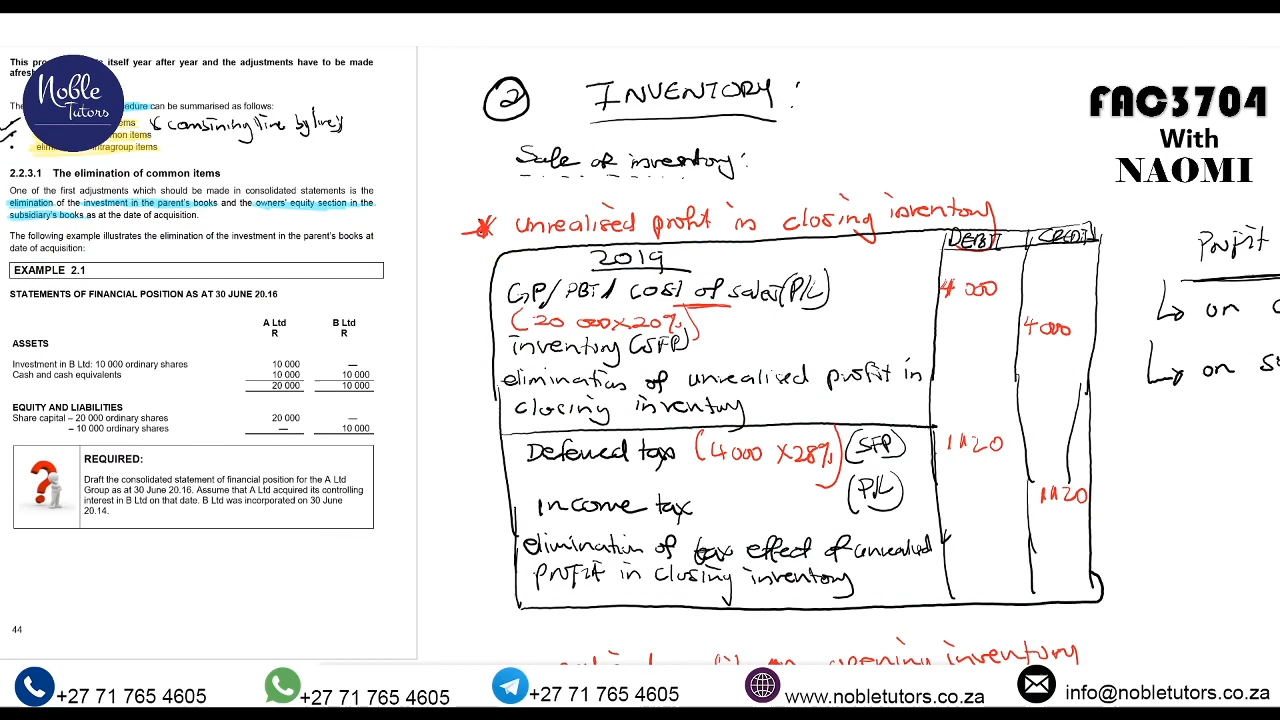 This itself year after year and the adjustments have to be made
afresh
Noble
Tutors
The edure can be summarised as follows:
& combining line by line
common items
elimi intragroup items
2.2.3.1 The elimination of common items
One of the first adjustments which should be made in consolidated statements is the
elimination of the investment in the parent's books and the owners' equity section in the
subsidiary's books as at the date of acquisition.
The following example illustrates the elimination of the investment in the parent's books at
date of acquisition:
EXAMPLE 2.1
STATEMENTS OF FINANCIAL POSITION AS AT 30 JUNE 20.16
A Ltd B Ltd
R R
ASSETS
Investment in B Ltd: 10 000 ordinary shares 10 000 —
Cash and cash equivalents 10 000 10 000
20 000 10 000
EQUITY AND LIABILITIES
Share capital – 20 000 ordinary shares 20 000 —
– 10 000 ordinary shares — 10 000
REQUIRED:
Draft the consolidated statement of financial position for the A Ltd
Group as at 30 June 20.16. Assume that A Ltd acquired its controlling
interest in B Ltd on that date. B Ltd was incorporated on 30 June
20.14.
44
② INVENTORY:
Sale of inventory:
* unrealised profit in closing inventory
DEBIT CREDIT
2019
GP/PBT/ cost of sales (P/L) 4 000
(20 000 x 20%) 4 000
inventory (SFP)
elimination of unrealised profit in
closing inventory
Deferred tax (4000 x 28%) (SFP) 1120
(P/L) 1120
income tax
elimination of tax effect of unrealised
profit in closing inventory
opening inventory
FAC3704
With
NAOMI
Profit
↳ on
↳ on
+27 71 765 4605
+27 71 765 4605
+27 71 765 4605
www.nobletutors.co.za
info@nobletutors.co.za